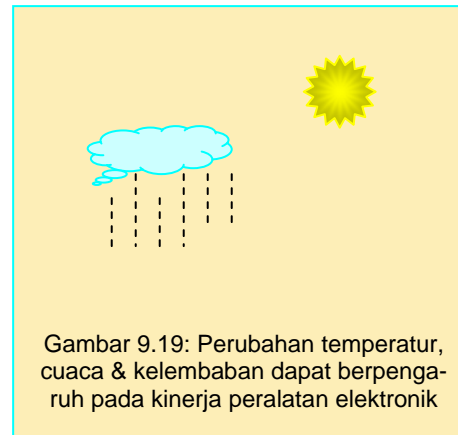 Gambar 9.19: Perubahan temperatur,
cuaca & kelembaban dapat berpenga-
ruh pada kinerja peralatan elektronik